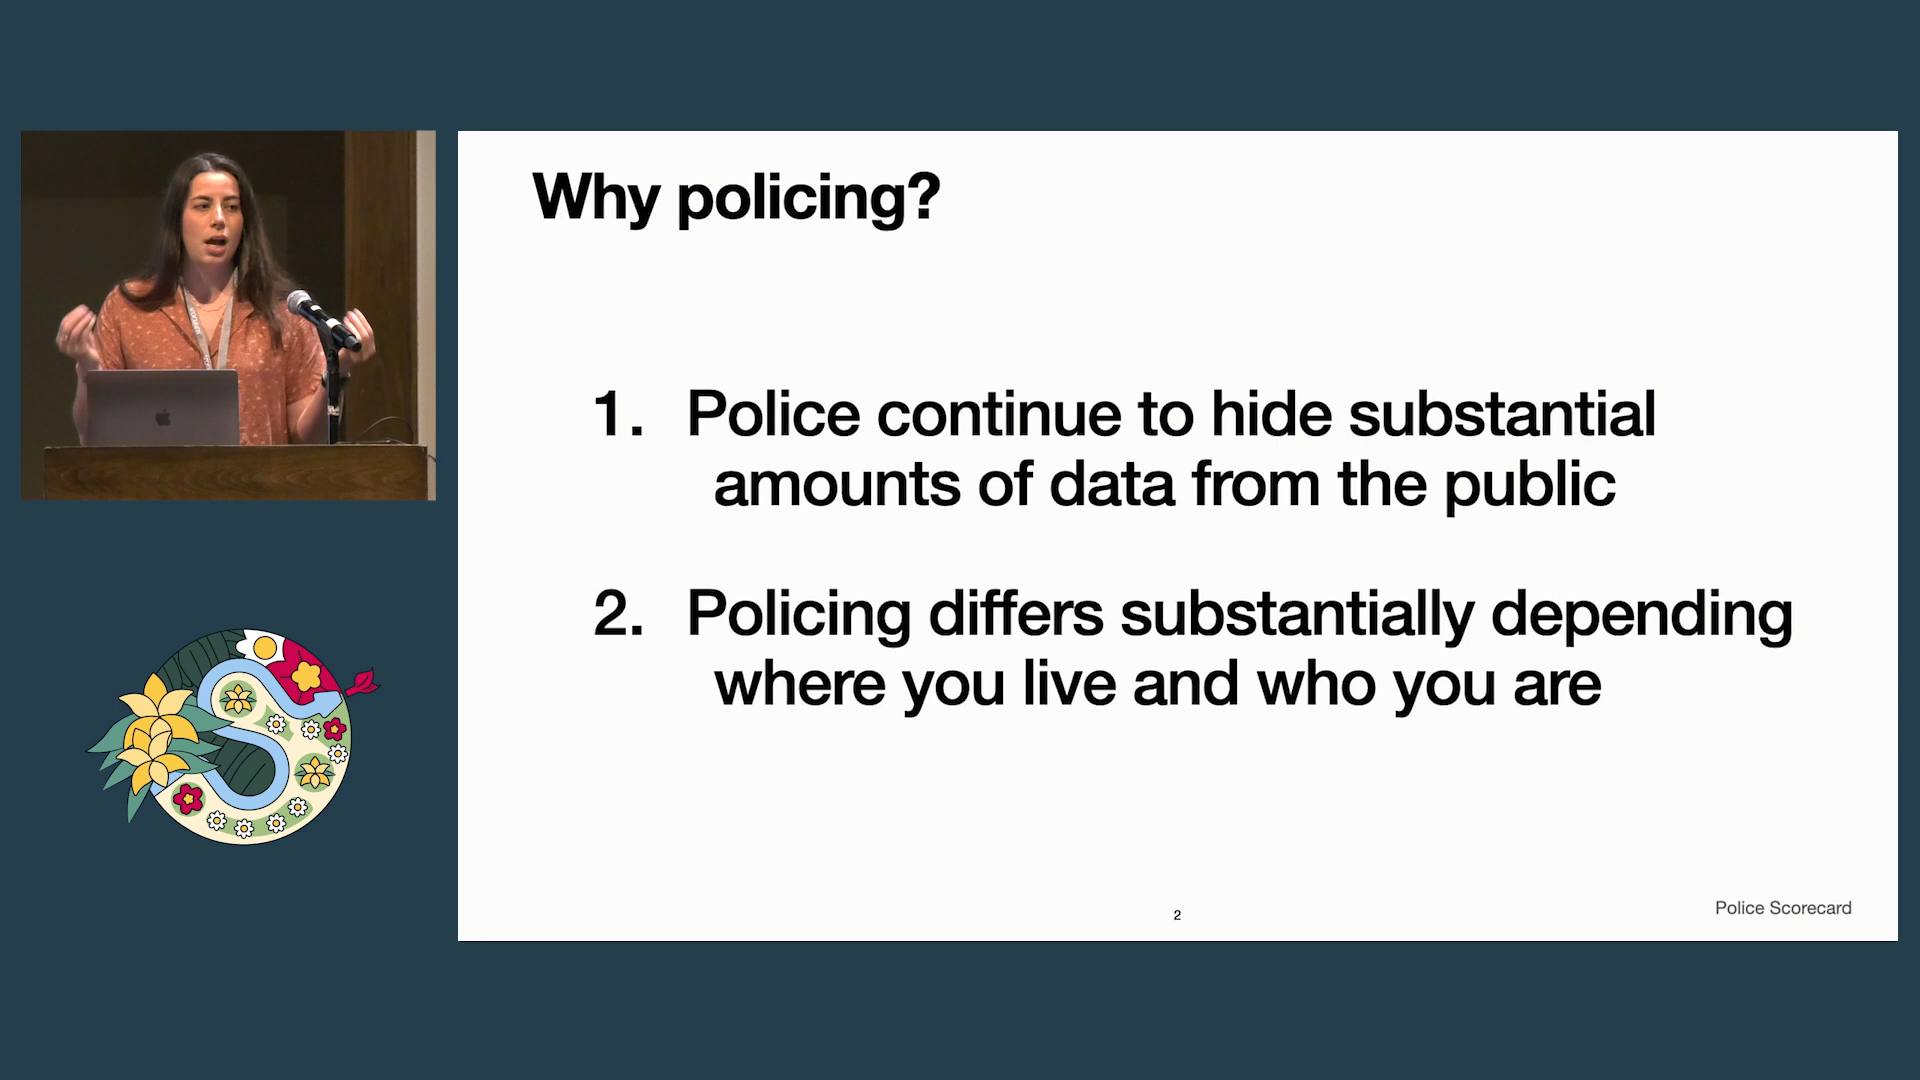 Why policing?
1. Police continue to hide substantial
amounts of data from the public
2. Policing differs substantially depending
where you live and who you are
2
Police Scorecard